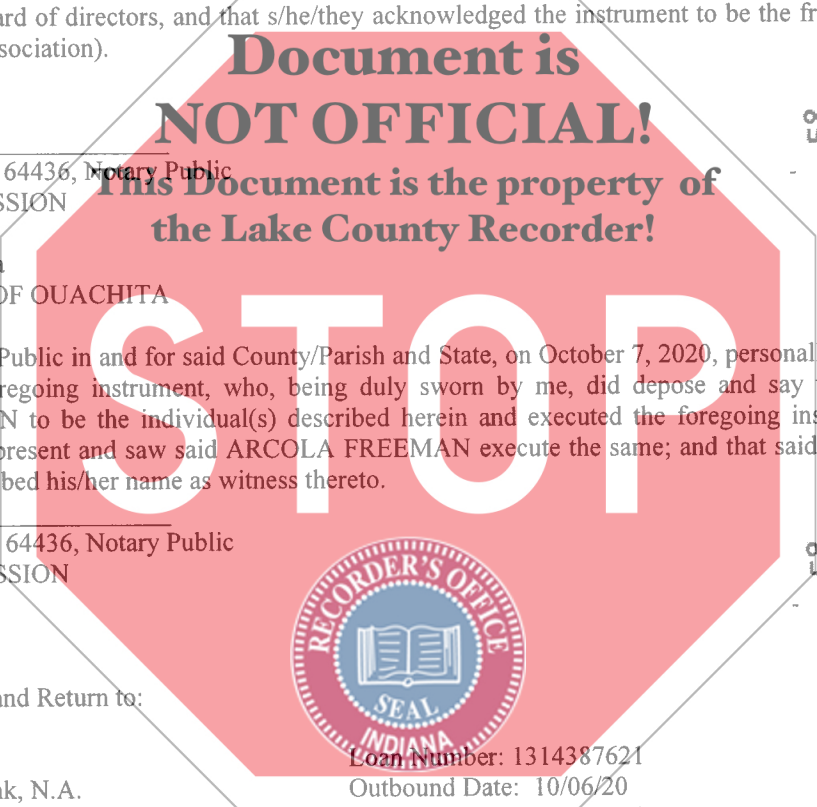 ard of directors, and that s/he/they acknowledged the instrument to be the fr
sociation).
Document is
NOT OFFICIAL!
64436, Notary Public
This Document is the property of
SSION
the Lake County Recorder!
a
OF OUACHITA
STOP
Public in and for said County/Parish and State, on October 7, 2020, personal
regoing instrument, who, being duly sworn by me, did depose and say
N to be the individual(s) described herein and executed the foregoing ins
present and saw said ARCOLA FREEMAN execute the same; and that said
bed his/her name as witness thereto.
64436, Notary Public
SSION
RECORDER'S OFFICE
SEAL
INDIANA
and Return to:
Loan Number: 1314387621
nk, N.A.
Outbound Date: 10/06/20